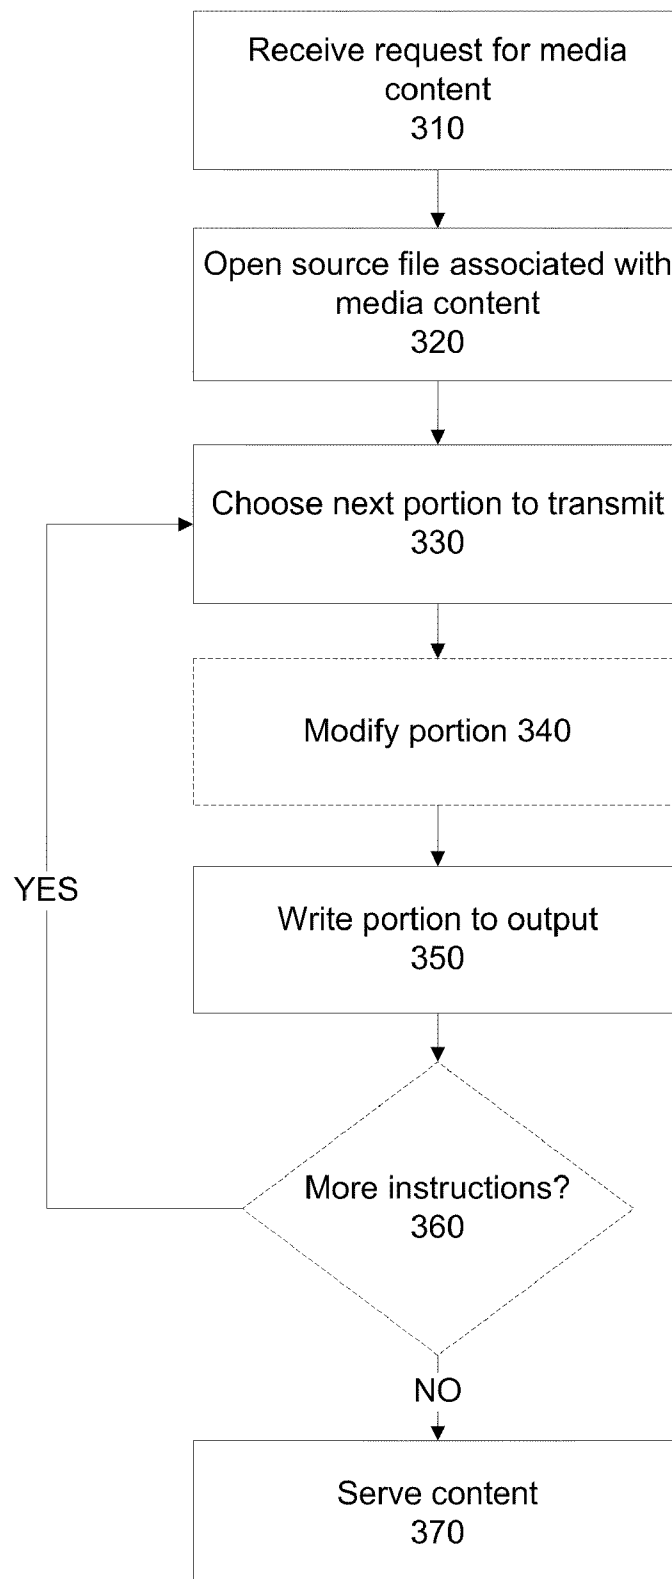 Receive request for media
content
310
Open source file associated with
media content
320
Choose next portion to transmit
330
Modify portion 340
YES
Write portion to output
350
More instructions?
360
NO
Serve content
370